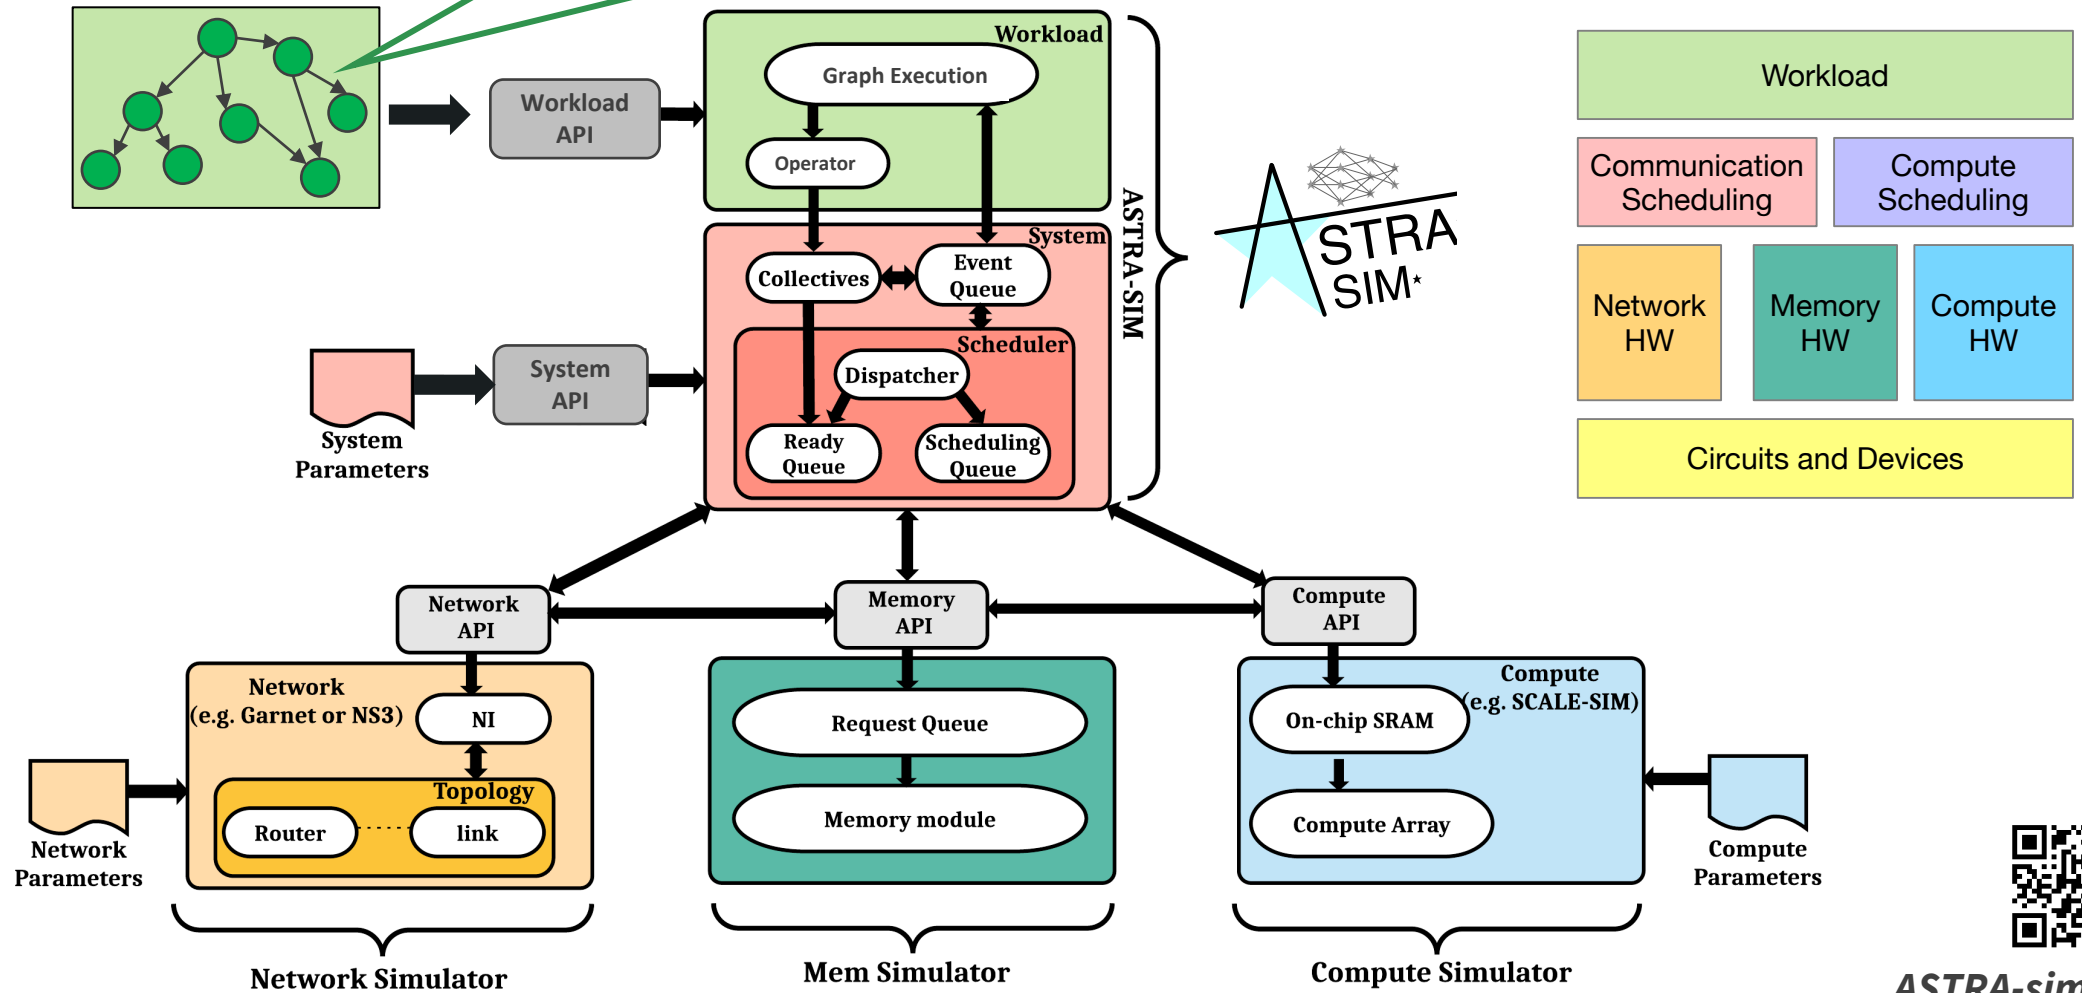 Workload
Graph Execution
Workload
API
Operator
System
Collectives
Event
Queue
Scheduler
Dispatcher
Ready
Queue
Scheduling
Queue
System
API
System
Parameters
ASTRA-SIM
ASTRA
SIM
Workload
Communication
Scheduling
Compute
Scheduling
Network
HW
Memory
HW
Compute
HW
Circuits and Devices
Network
API
Memory
API
Compute
API
Network
(e.g. Garnet or NS3)
NI
Topology
Router
link
Network
Parameters
Request Queue
Memory module
Compute
(e.g. SCALE-SIM)
On-chip SRAM
Compute Array
Compute
Parameters
Network Simulator
Mem Simulator
Compute Simulator
ASTRA-sim